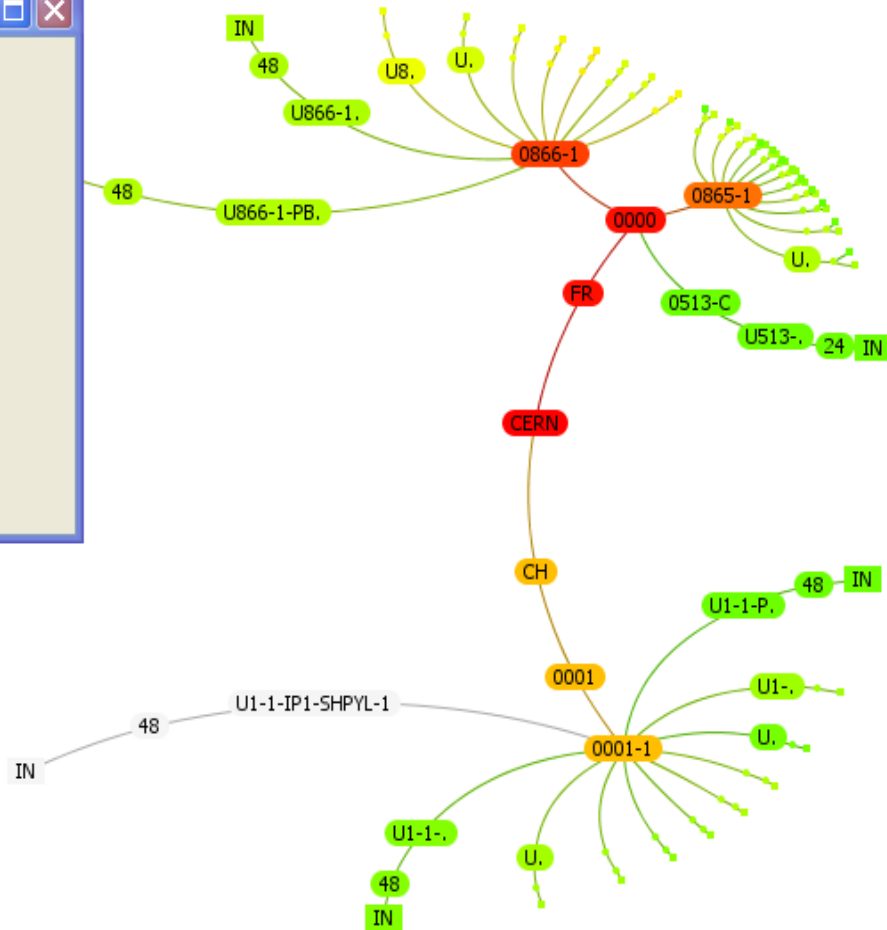 IN
48
U8.
U.
U866-1.
0866-1
48
0865-1
U866-1-PB.
0000
U.
FR
0513-C
U513-.
24
IN
CERN
CH
IN
48
U1-1-P.
0001
U1-.
U1-1-IP1-SHPYL-1
48
U.
0001-1
IN
U1-1-.
U.
48
IN